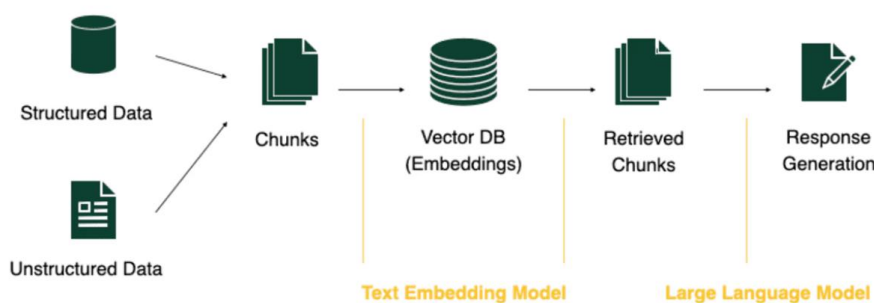 Structured Data
Unstructured Data
Chunks
Vector DB
(Embeddings)
Retrieved
Chunks
Response
Generation
Text Embedding Model
Large Language Model